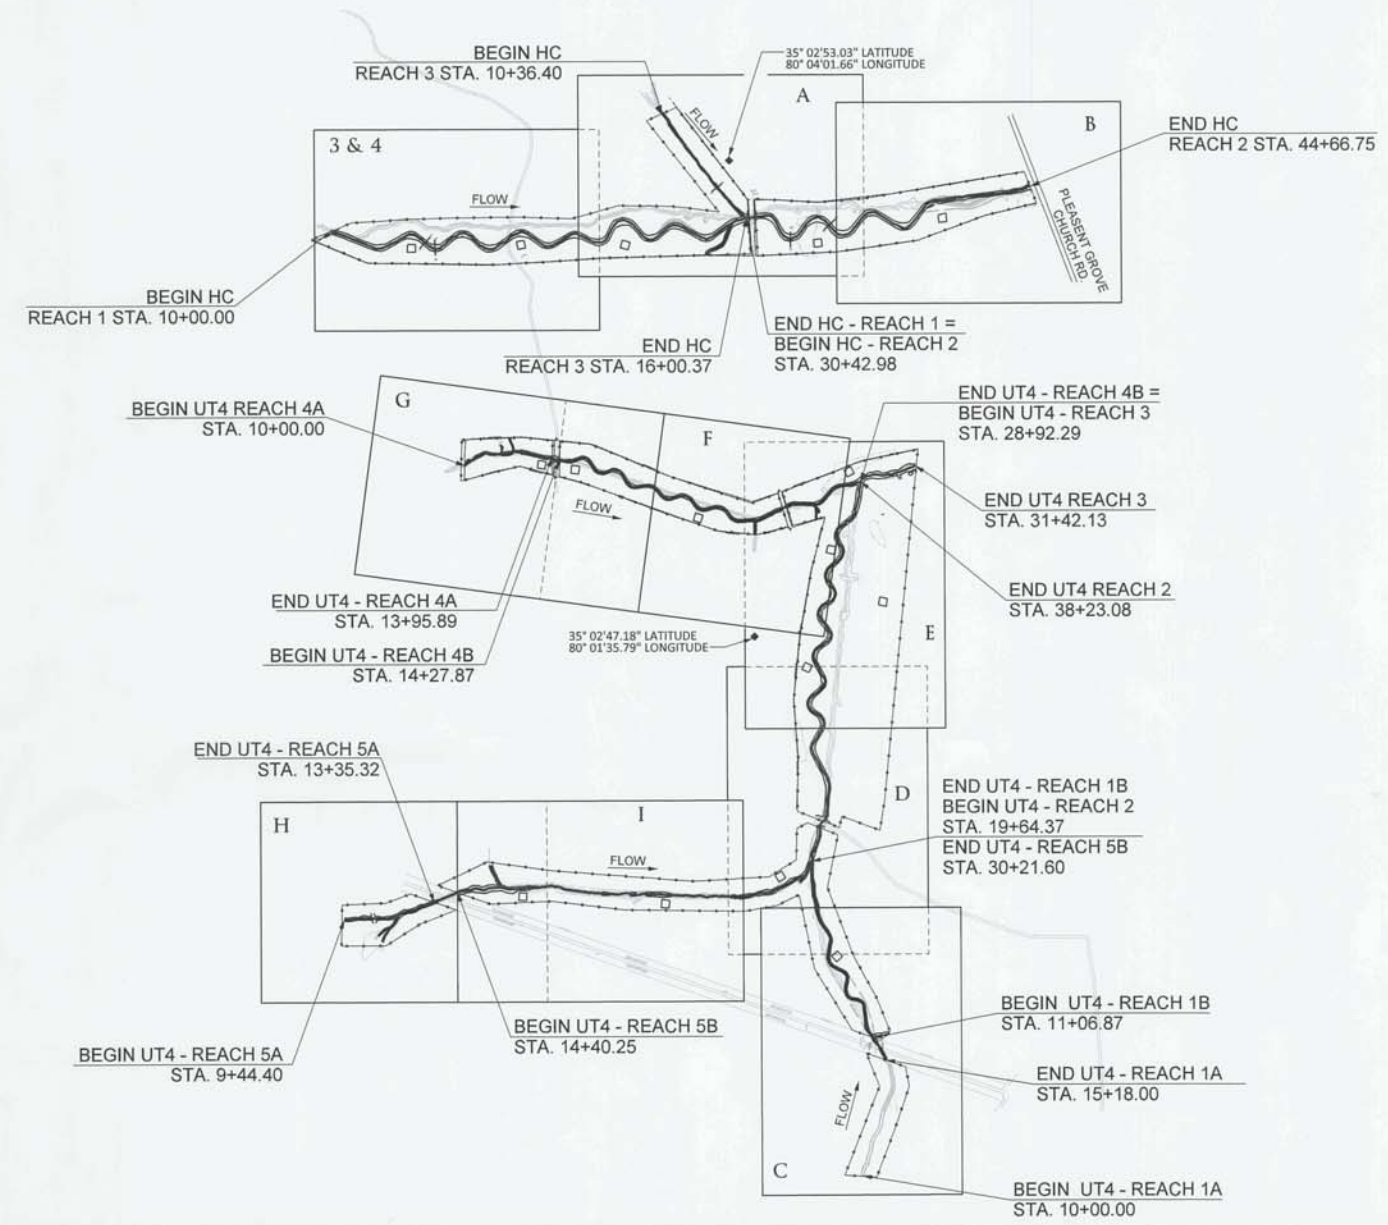 BEGIN HC
REACH 3 STA. 10+36.40
35° 02'53.03" LATITUDE
80° 04'01.66" LONGITUDE
A
B
FLOW
END HC
REACH 2 STA. 44+66.75
3 & 4
FLOW
PLEASENT GROVE
CHURCH RD.
BEGIN HC
REACH 1 STA. 10+00.00
END HC - REACH 1 =
BEGIN HC - REACH 2
STA. 30+42.98
END HC
REACH 3 STA. 16+00.37
G
BEGIN UT4 REACH 4A
STA. 10+00.00
F
END UT4 - REACH 4B =
BEGIN UT4 - REACH 3
STA. 28+92.29
FLOW
END UT4 REACH 3
STA. 31+42.13
END UT4 - REACH 4A
STA. 13+95.89
END UT4 REACH 2
STA. 38+23.08
35° 02'47.18" LATITUDE
80° 01'35.79" LONGITUDE
E
BEGIN UT4 - REACH 4B
STA. 14+27.87
END UT4 - REACH 5A
STA. 13+35.32
D
END UT4 - REACH 1B
BEGIN UT4 - REACH 2
STA. 19+64.37
END UT4 - REACH 5B
STA. 30+21.60
H
I
FLOW
BEGIN UT4 - REACH 5B
STA. 14+40.25
BEGIN UT4 - REACH 1B
STA. 11+06.87
BEGIN UT4 - REACH 5A
STA. 9+44.40
END UT4 - REACH 1A
STA. 15+18.00
FLOW
C
BEGIN UT4 - REACH 1A
STA. 10+00.00